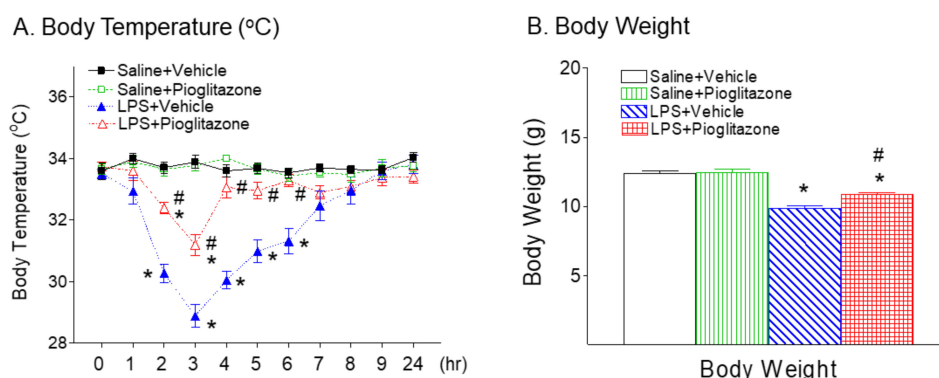 A. Body Temperature (°C)
Saline+Vehicle
Saline+Pioglitazone
LPS+Vehicle
LPS+Pioglitazone
Body Temperature (°C)
36
34
32
30
28
# * # * # # #
* * * * *
0 1 2 3 4 5 6 7 8 9 24 (hr)
B. Body Weight
Saline+Vehicle
Saline+Pioglitazone
LPS+Vehicle
LPS+Pioglitazone
Body Weight (g)
20
15
10
5
*
#
*
Body Weight